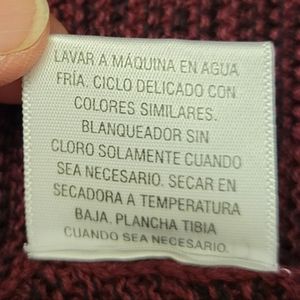 LAVAR A MÁQUINA EN AGUA
FRÍA. CICLO DELICADO CON
COLORES SIMILARES.
BLANQUEADOR SIN
CLORO SOLAMENTE CUANDO
SEA NECESARIO. SECAR EN
SECADORA A TEMPERATURA
BAJA. PLANCHA TIBIA
CUANDO SEA NECESARIO.